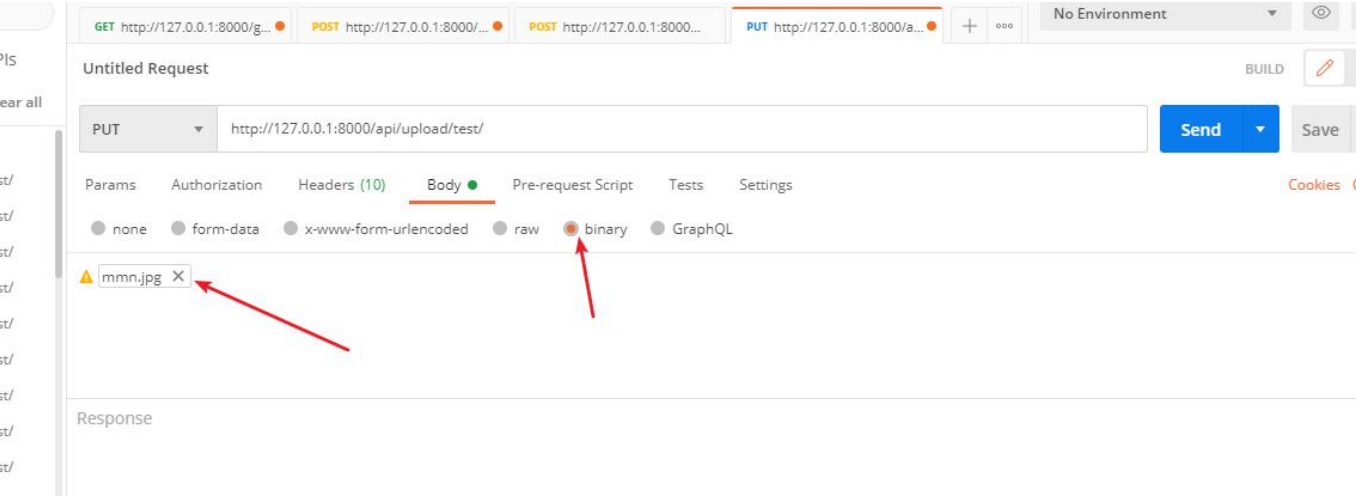 GET http://127.0.0.1:8000/g... POST http://127.0.0.1:8000/... POST http://127.0.0.1:8000... PUT http://127.0.0.1:8000/a... + ooo No Environment
PIs
Untitled Request BUILD
ear all
PUT http://127.0.0.1:8000/api/upload/test/ Send Save
st/
Params Authorization Headers (10) Body Pre-request Script Tests Settings Cookies
st/
none form-data x-www-form-urlencoded raw binary GraphQL
st/
mmn.jpg ×
st/
st/
st/
st/
Response
st/
st/